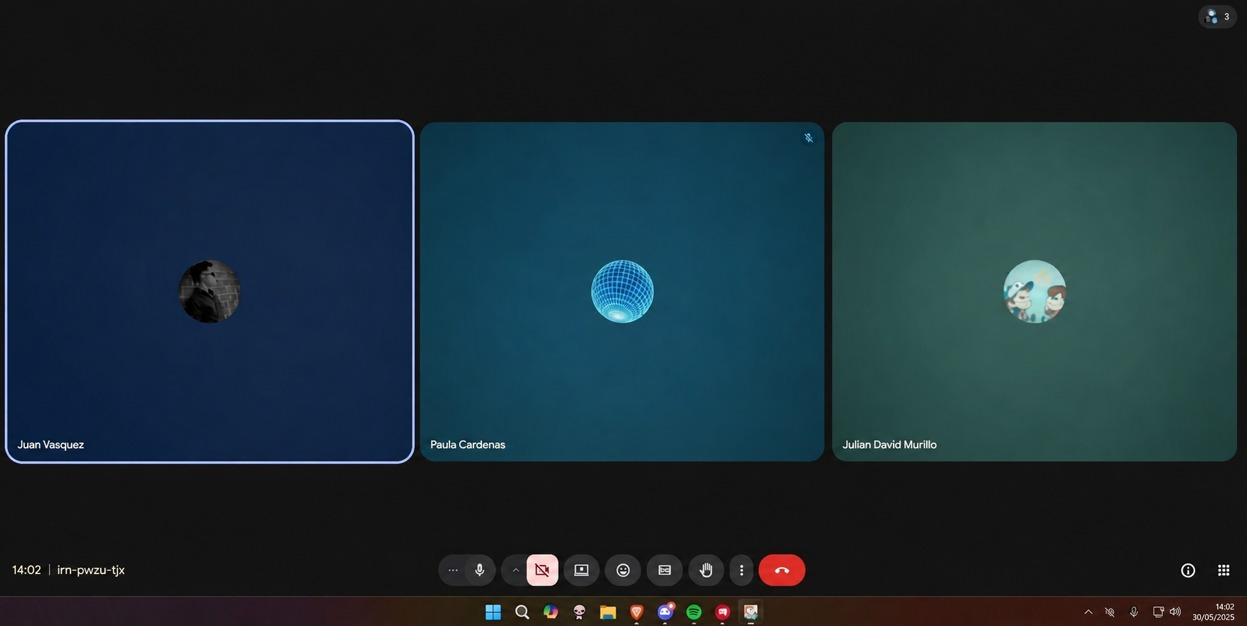 3
Juan Vasquez
Paula Cardenas
Julian David Murillo
14:02 | irn-pwzu-tjx
14:02
30/05/2025